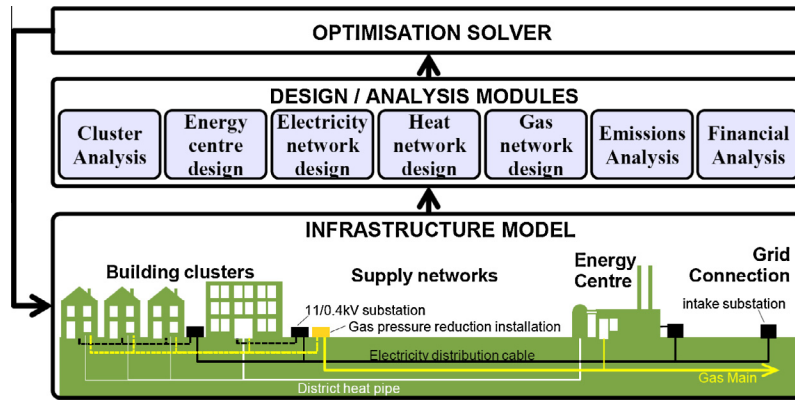 OPTIMISATION SOLVER
DESIGN / ANALYSIS MODULES
Cluster
Analysis
Energy
centre
design
Electricity
network
design
Heat
network
design
Gas
network
design
Emissions
Analysis
Financial
Analysis
INFRASTRUCTURE MODEL
Building clusters
Supply networks
Energy
Centre
Grid
Connection
11/0.4kV substation
Gas pressure reduction installation
intake substation
Electricity distribution cable
Gas Main
District heat pipe